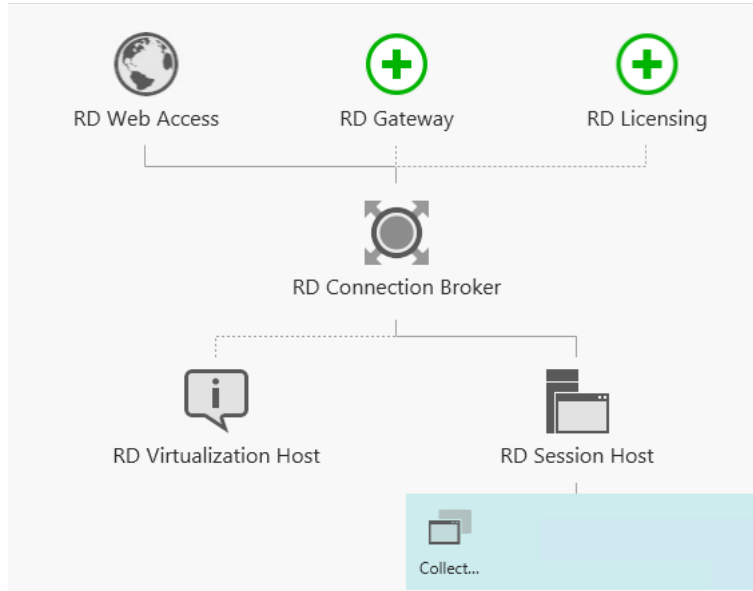 RD Web Access
RD Gateway
RD Licensing
RD Connection Broker
RD Virtualization Host
RD Session Host
Collect...